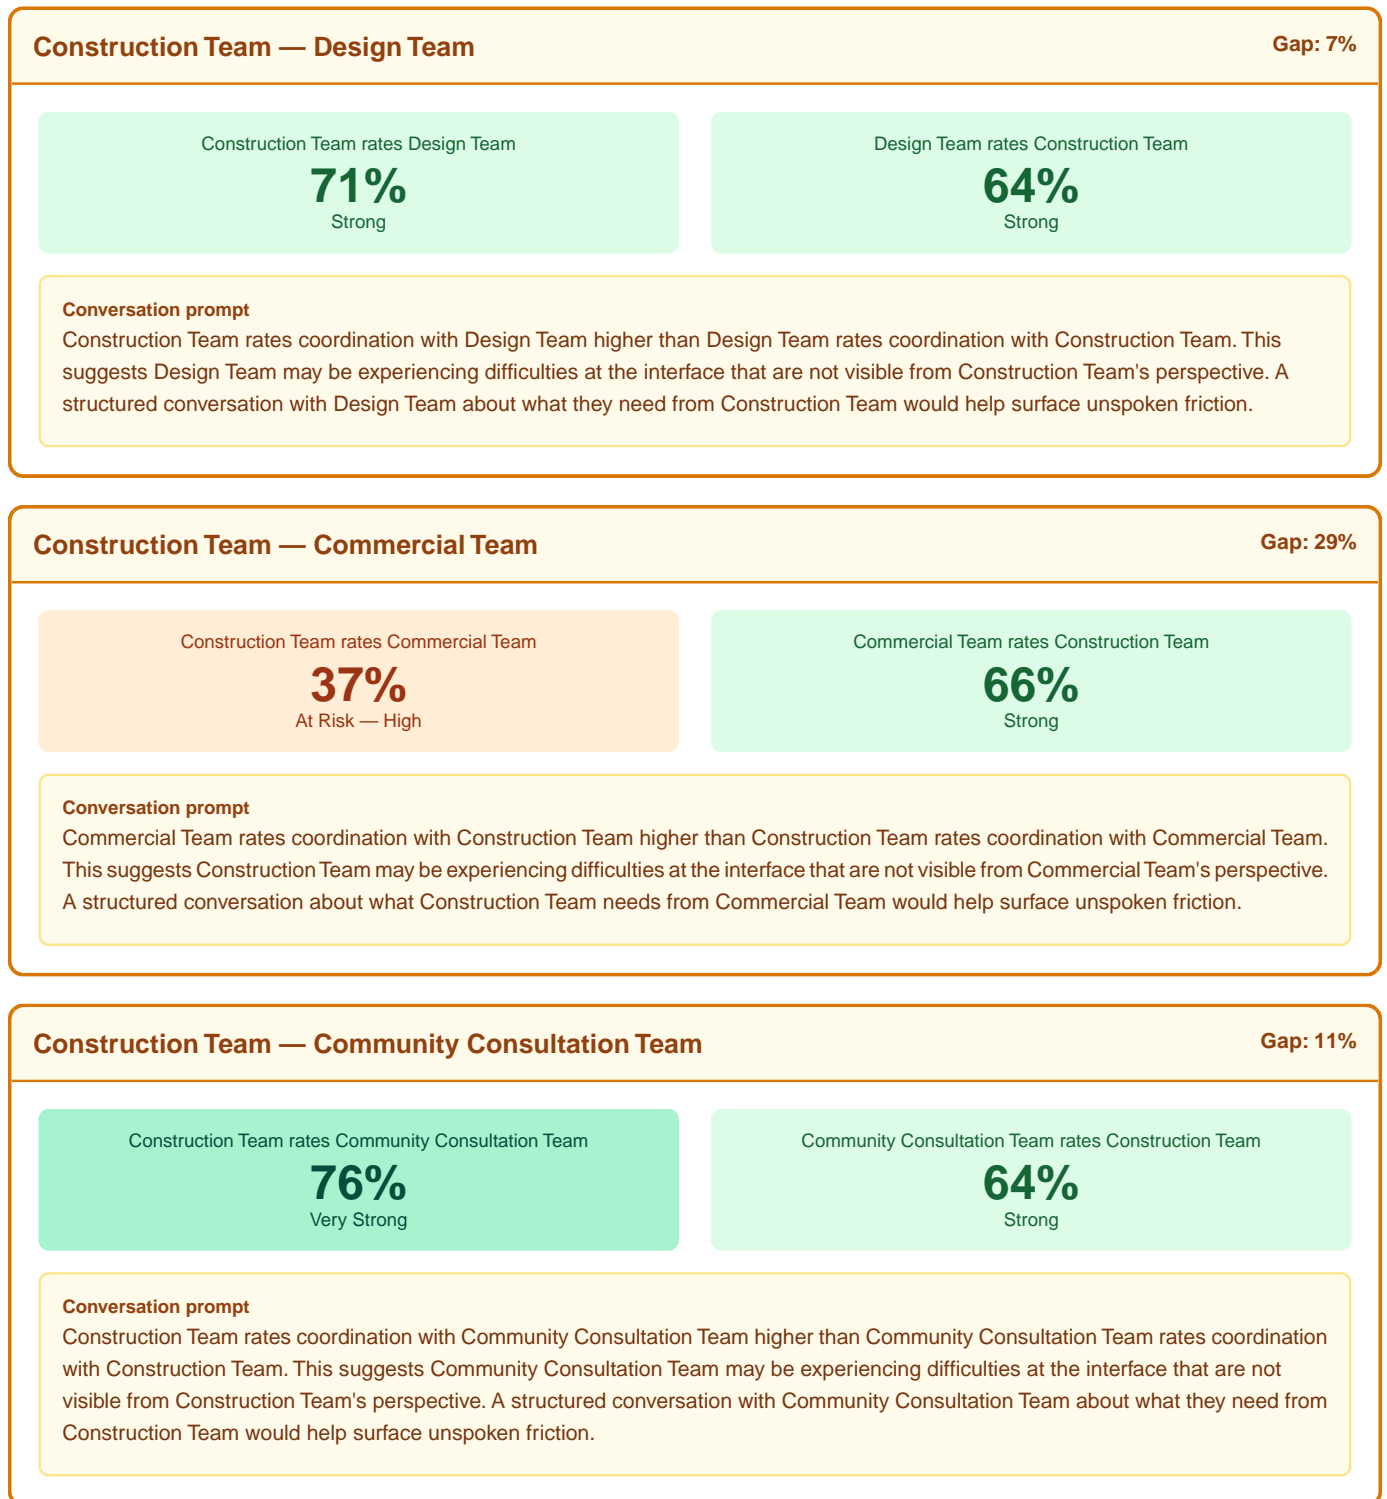 Construction Team — Design Team
Gap: 7%
Construction Team rates Design Team
71%
Strong
Design Team rates Construction Team
64%
Strong
Conversation prompt
Construction Team rates coordination with Design Team higher than Design Team rates coordination with Construction Team. This
suggests Design Team may be experiencing difficulties at the interface that are not visible from Construction Team's perspective. A
structured conversation with Design Team about what they need from Construction Team would help surface unspoken friction.
Construction Team — Commercial Team
Gap: 29%
Construction Team rates Commercial Team
37%
At Risk — High
Commercial Team rates Construction Team
66%
Strong
Conversation prompt
Commercial Team rates coordination with Construction Team higher than Construction Team rates coordination with Commercial Team.
This suggests Construction Team may be experiencing difficulties at the interface that are not visible from Commercial Team's perspective.
A structured conversation about what Construction Team needs from Commercial Team would help surface unspoken friction.
Construction Team — Community Consultation Team
Gap: 11%
Construction Team rates Community Consultation Team
76%
Very Strong
Community Consultation Team rates Construction Team
64%
Strong
Conversation prompt
Construction Team rates coordination with Community Consultation Team higher than Community Consultation Team rates coordination
with Construction Team. This suggests Community Consultation Team may be experiencing difficulties at the interface that are not
visible from Construction Team's perspective. A structured conversation with Community Consultation Team about what they need from
Construction Team would help surface unspoken friction.